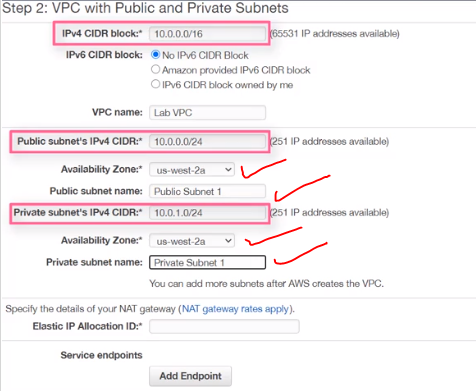 Step 2: VPC with Public and Private Subnets
IPv4 CIDR block:* 10.0.0.0/16 (65531 IP addresses available)
IPv6 CIDR block: No IPv6 CIDR Block
Amazon provided IPv6 CIDR block
IPv6 CIDR block owned by me
VPC name: Lab VPC
Public subnet's IPv4 CIDR:* 10.0.0.0/24 (251 IP addresses available)
Availability Zone:* us-west-2a
Public subnet name: Public Subnet 1
Private subnet's IPv4 CIDR:* 10.0.1.0/24 (251 IP addresses available)
Availability Zone:* us-west-2a
Private subnet name: Private Subnet 1
You can add more subnets after AWS creates the VPC.
Specify the details of your NAT gateway (NAT gateway rates apply).
Elastic IP Allocation ID:*
Service endpoints
Add Endpoint